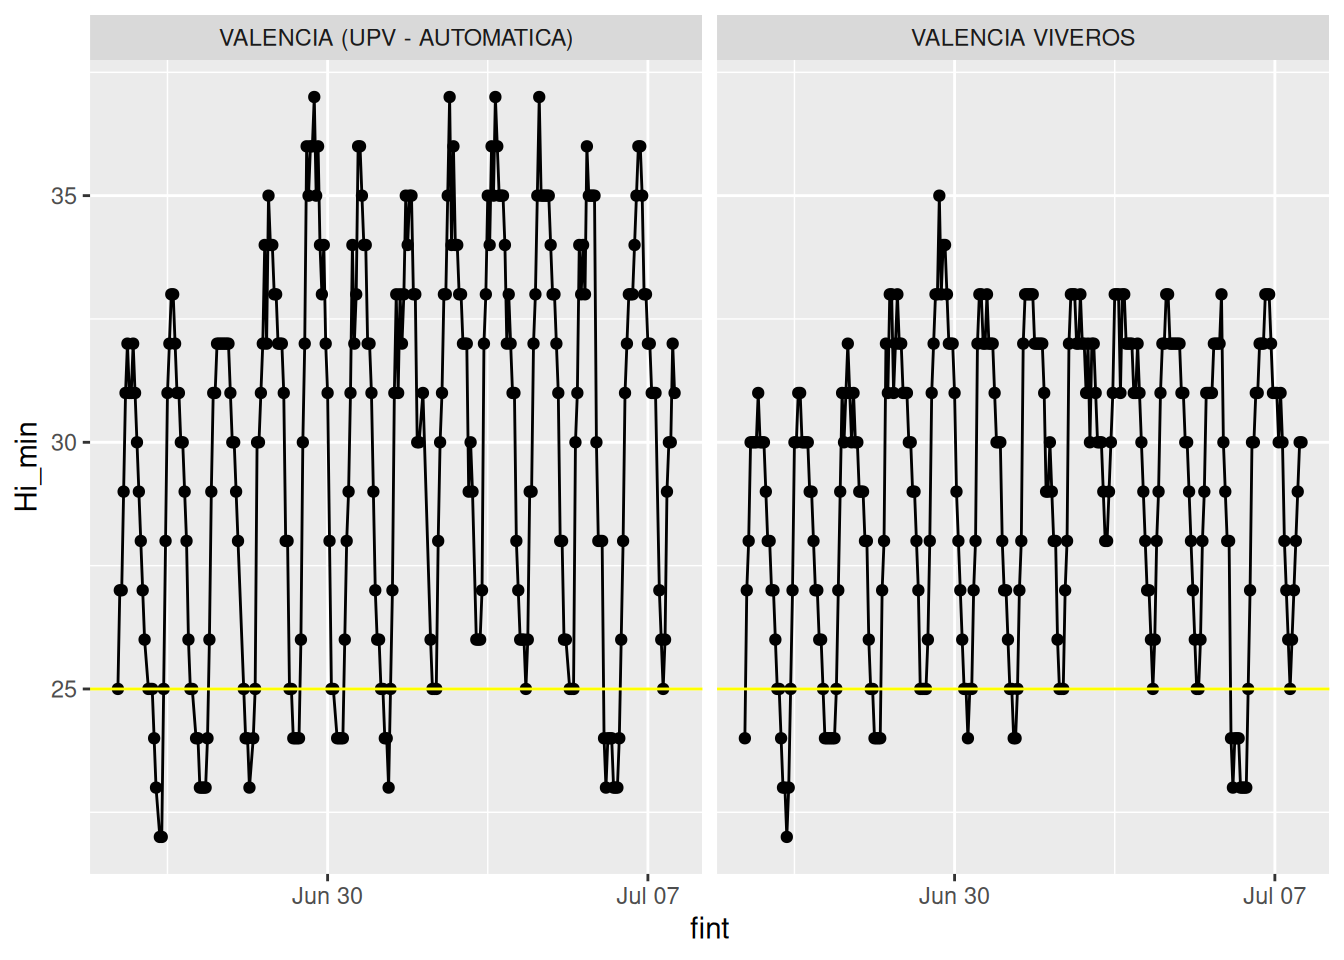 VALENCIA (UPV - AUTOMATICA)
VALENCIA VIVEROS
35
30
25
Hi_min
Jun 30
Jul 07
Jun 30
Jul 07
fint